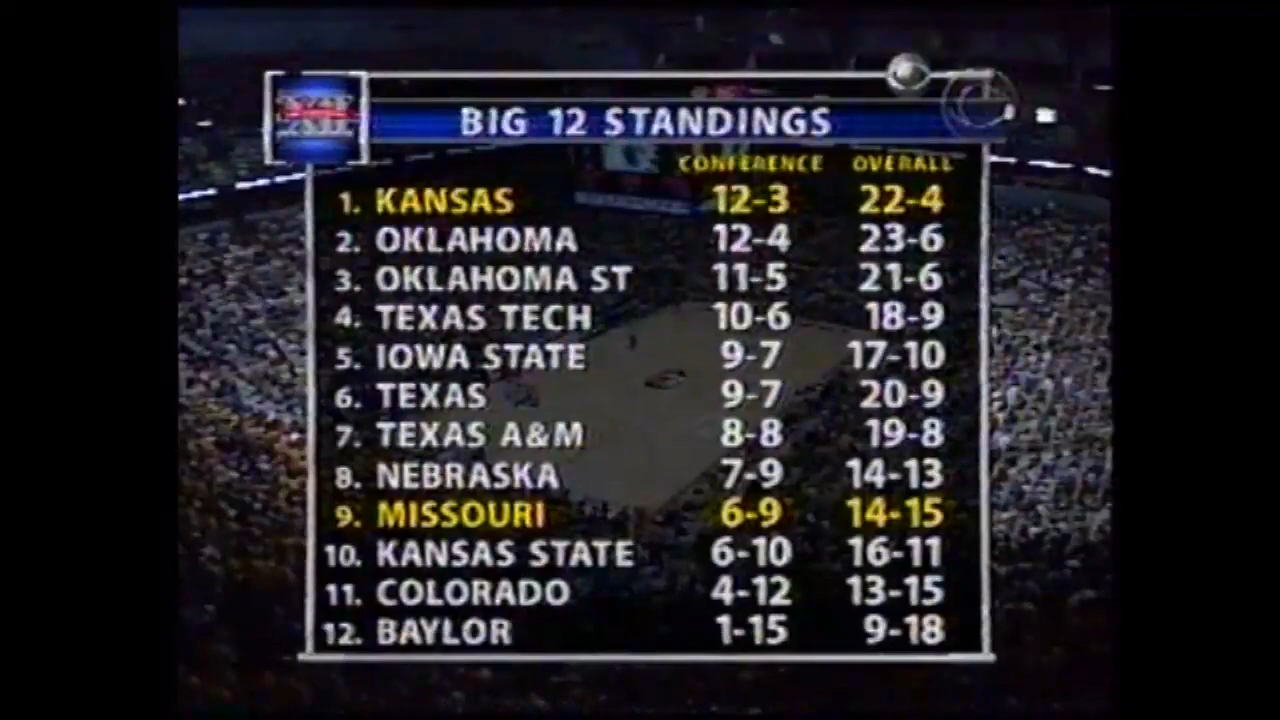 XII
BIG 12 STANDINGS
CONFERENCE OVERALL
1. KANSAS 12-3 22-4
2. OKLAHOMA 12-4 23-6
3. OKLAHOMA ST 11-5 21-6
4. TEXAS TECH 10-6 18-9
5. IOWA STATE 9-7 17-10
6. TEXAS 9-7 20-9
7. TEXAS A&M 8-8 19-8
8. NEBRASKA 7-9 14-13
9. MISSOURI 6-9 14-15
10. KANSAS STATE 6-10 16-11
11. COLORADO 4-12 13-15
12. BAYLOR 1-15 9-18